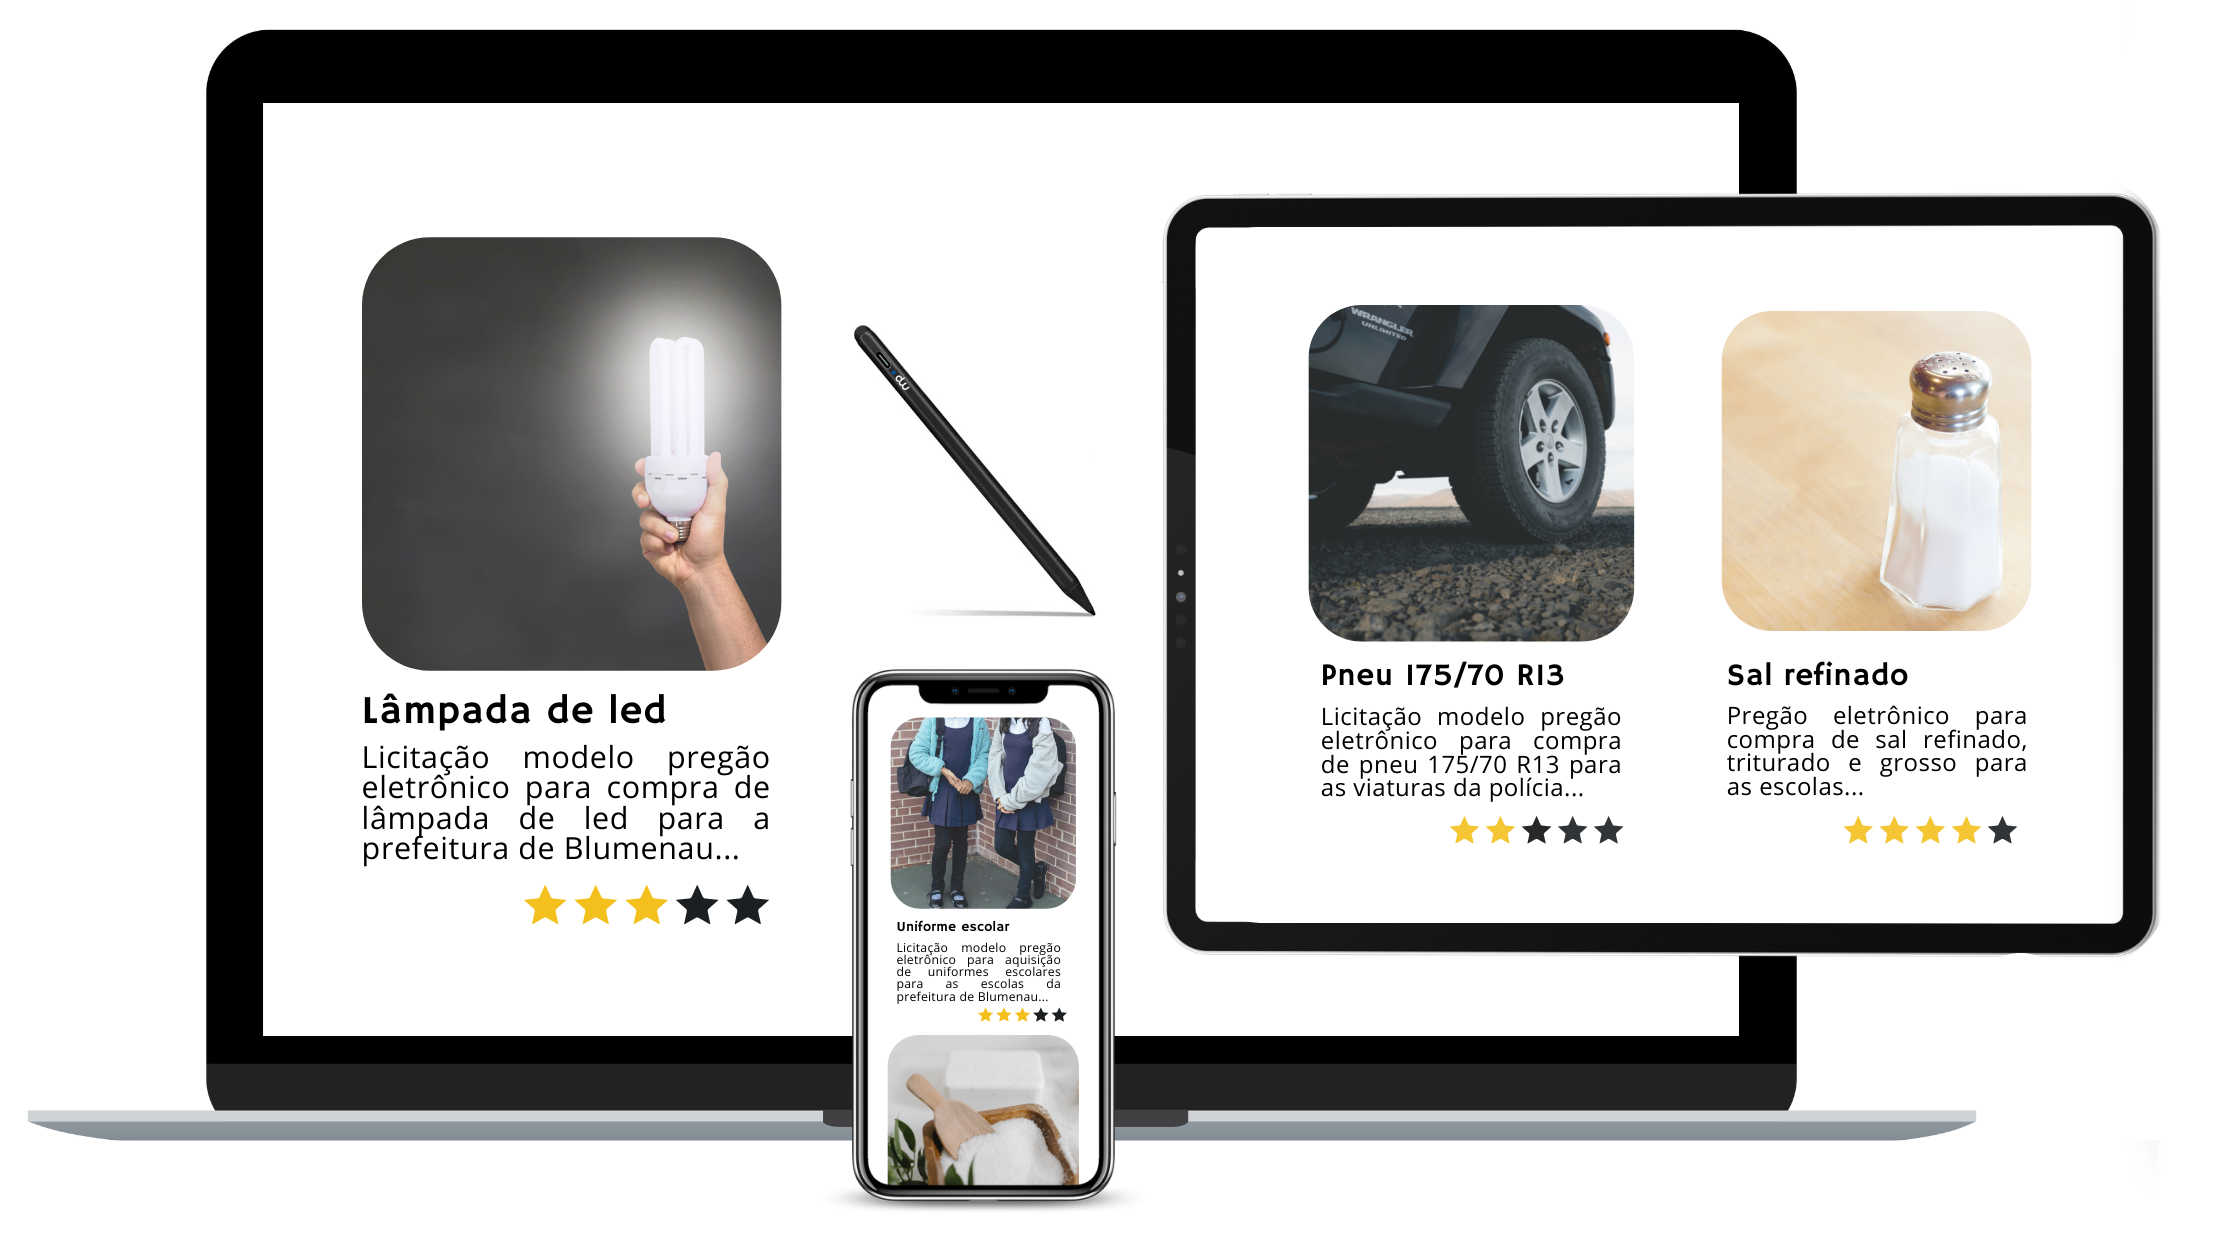 Lâmpada de led
Licitação modelo pregão
eletrônico para compra de
lâmpada de led para a
prefeitura de Blumenau...
Uniforme escolar
Licitação modelo pregão
eletrônico para aquisição
de uniformes escolares
para as escolas da
prefeitura de Blumenau...
WRANGLER
UNLIMITED
Pneu 175/70 R13
Licitação modelo pregão
eletrônico para compra
de pneu 175/70 R13 para
as viaturas da polícia...
Sal refinado
Pregão eletrônico para
compra de sal refinado,
triturado e grosso para
as escolas...